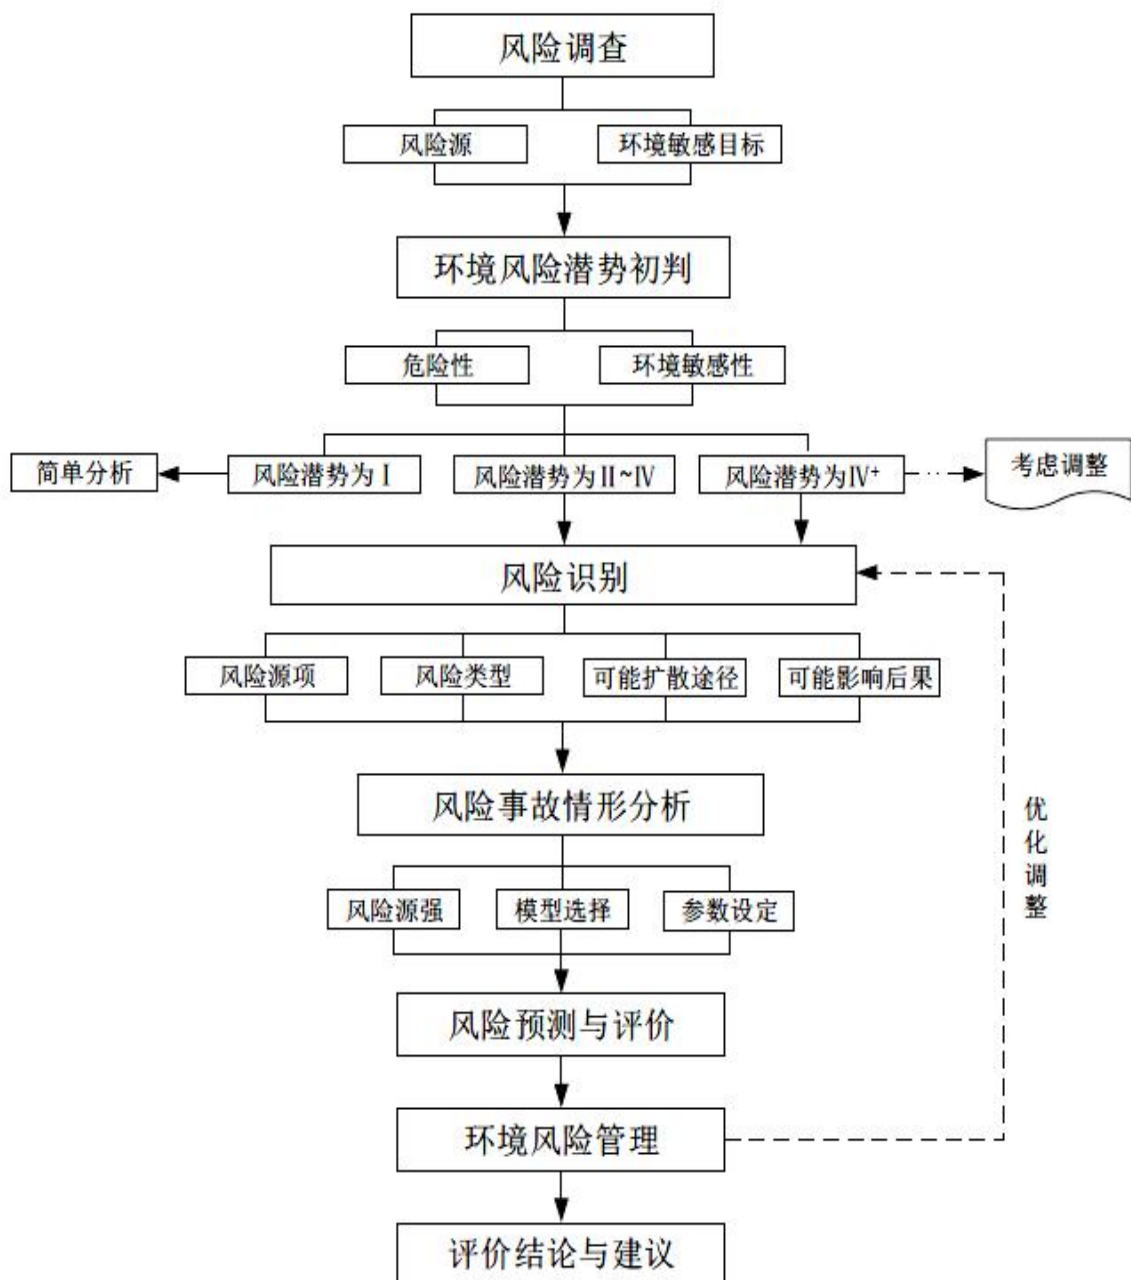 风险调查
风险源
环境敏感目标
环境风险潜势初判
危险性
环境敏感性
简单分析
风险潜势为Ⅰ
风险潜势为Ⅱ~Ⅳ
风险潜势为Ⅳ⁺
考虑调整
风险识别
风险源项
风险类型
可能扩散途径
可能影响后果
风险事故情形分析
优化调整
风险源强
模型选择
参数设定
风险预测与评价
环境风险管理
评价结论与建议